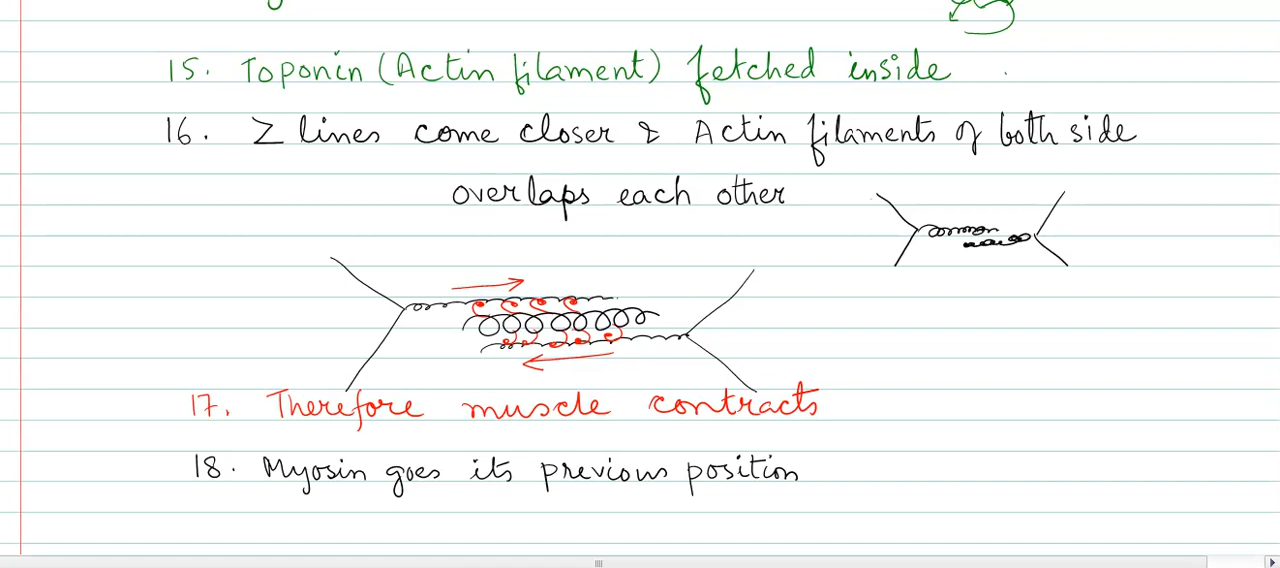 15. Toponin (Actin filament) fetched inside
16. Z lines come closer & Actin filaments of both side
overlaps each other
17. Therefore muscle contracts
18. Myosin goes its previous position